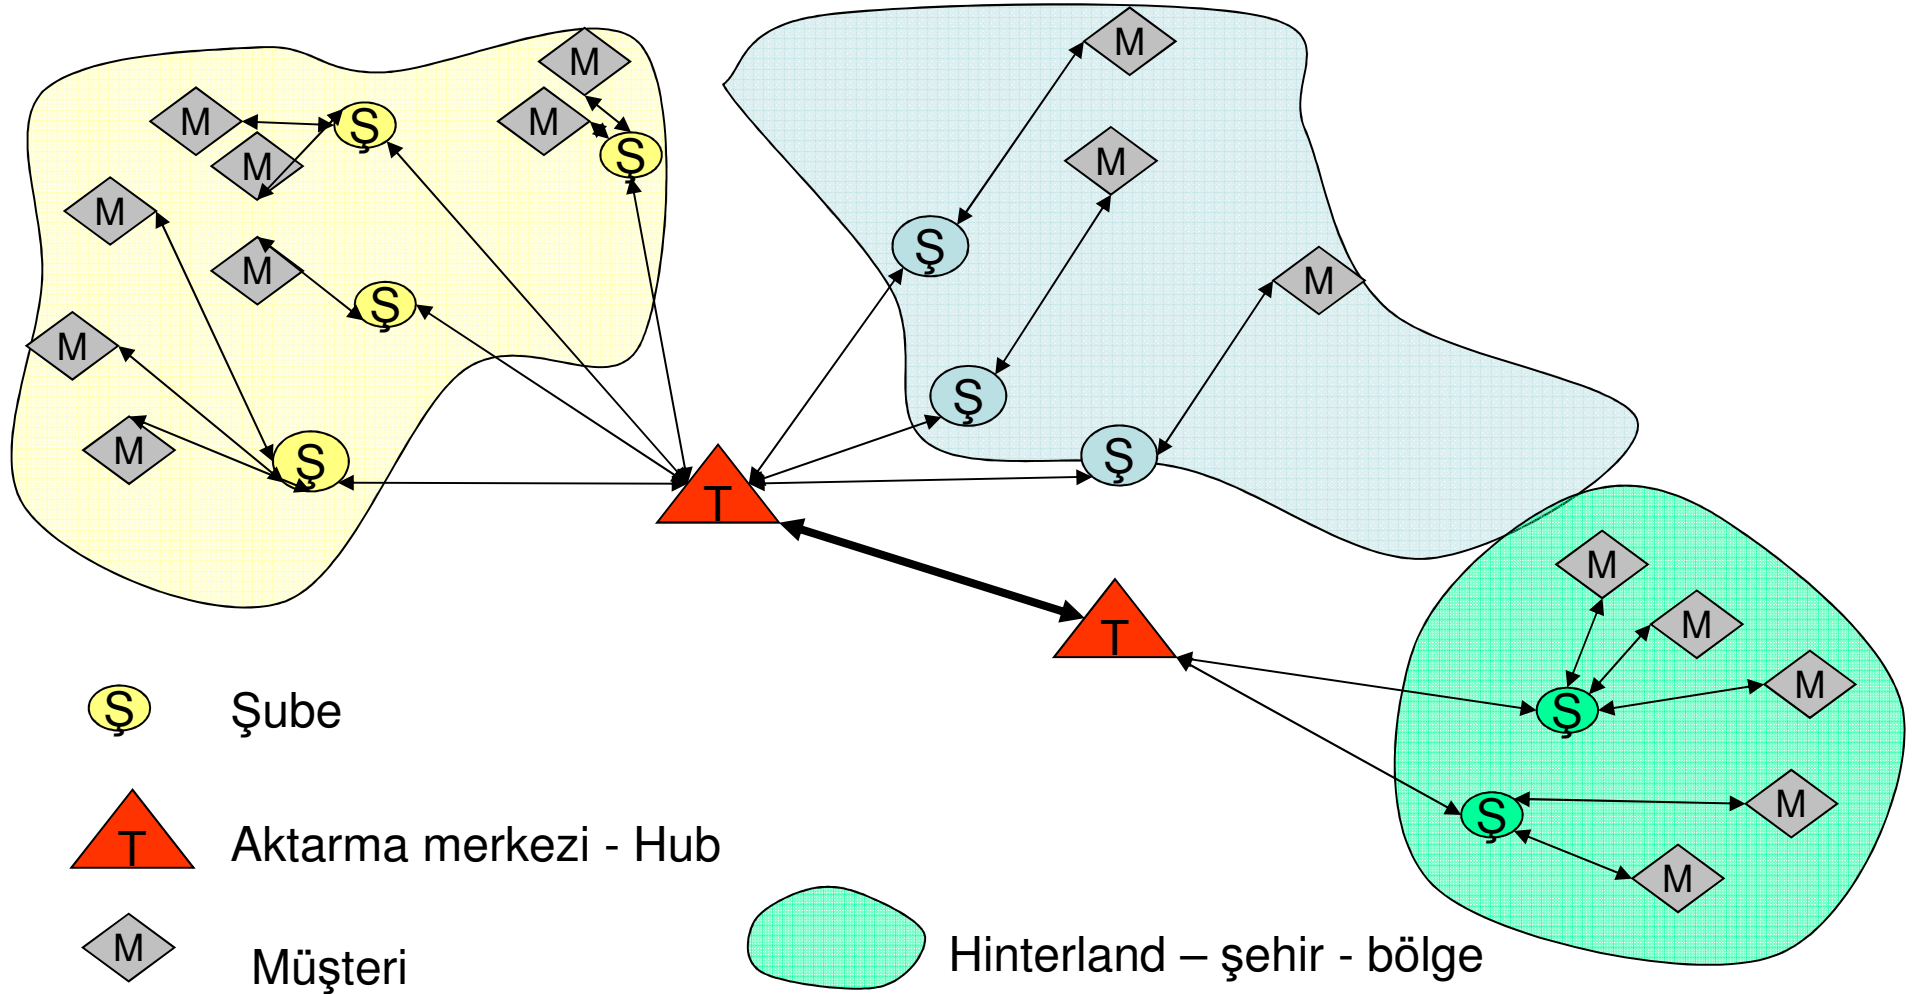 M
M
M
M
Ş
M
Ş
M
M
M
M
Ş
M
Ş
M
M
Ş
M
Ş
Ş
Ş
T
T
M
M
M
Ş
M
Ş
M
Ş Şube
T Aktarma merkezi - Hub
M Müşteri
Hinterland – şehir - bölge